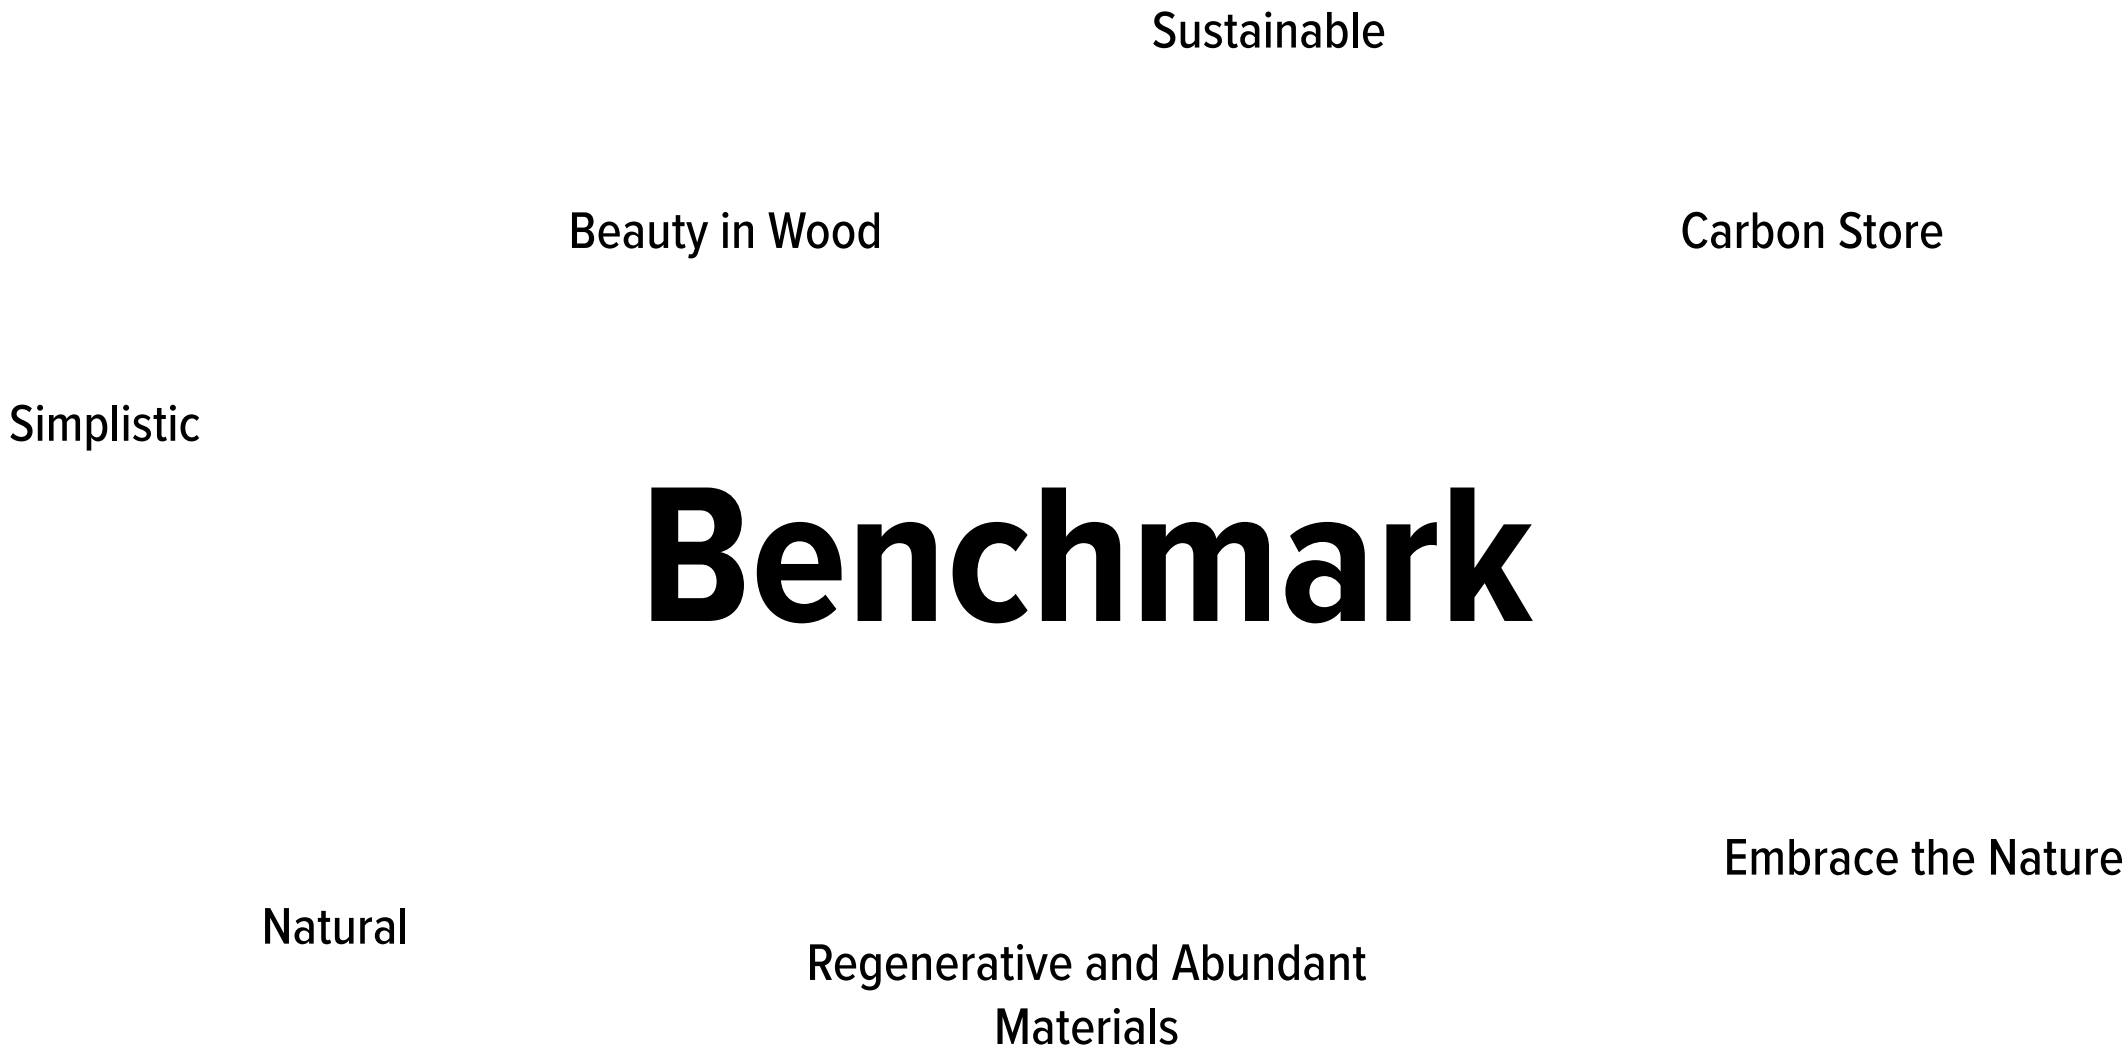 Sustainable
Beauty in Wood
Carbon Store
Simplistic
Benchmark
Embrace the Nature
Natural
Regenerative and Abundant
Materials